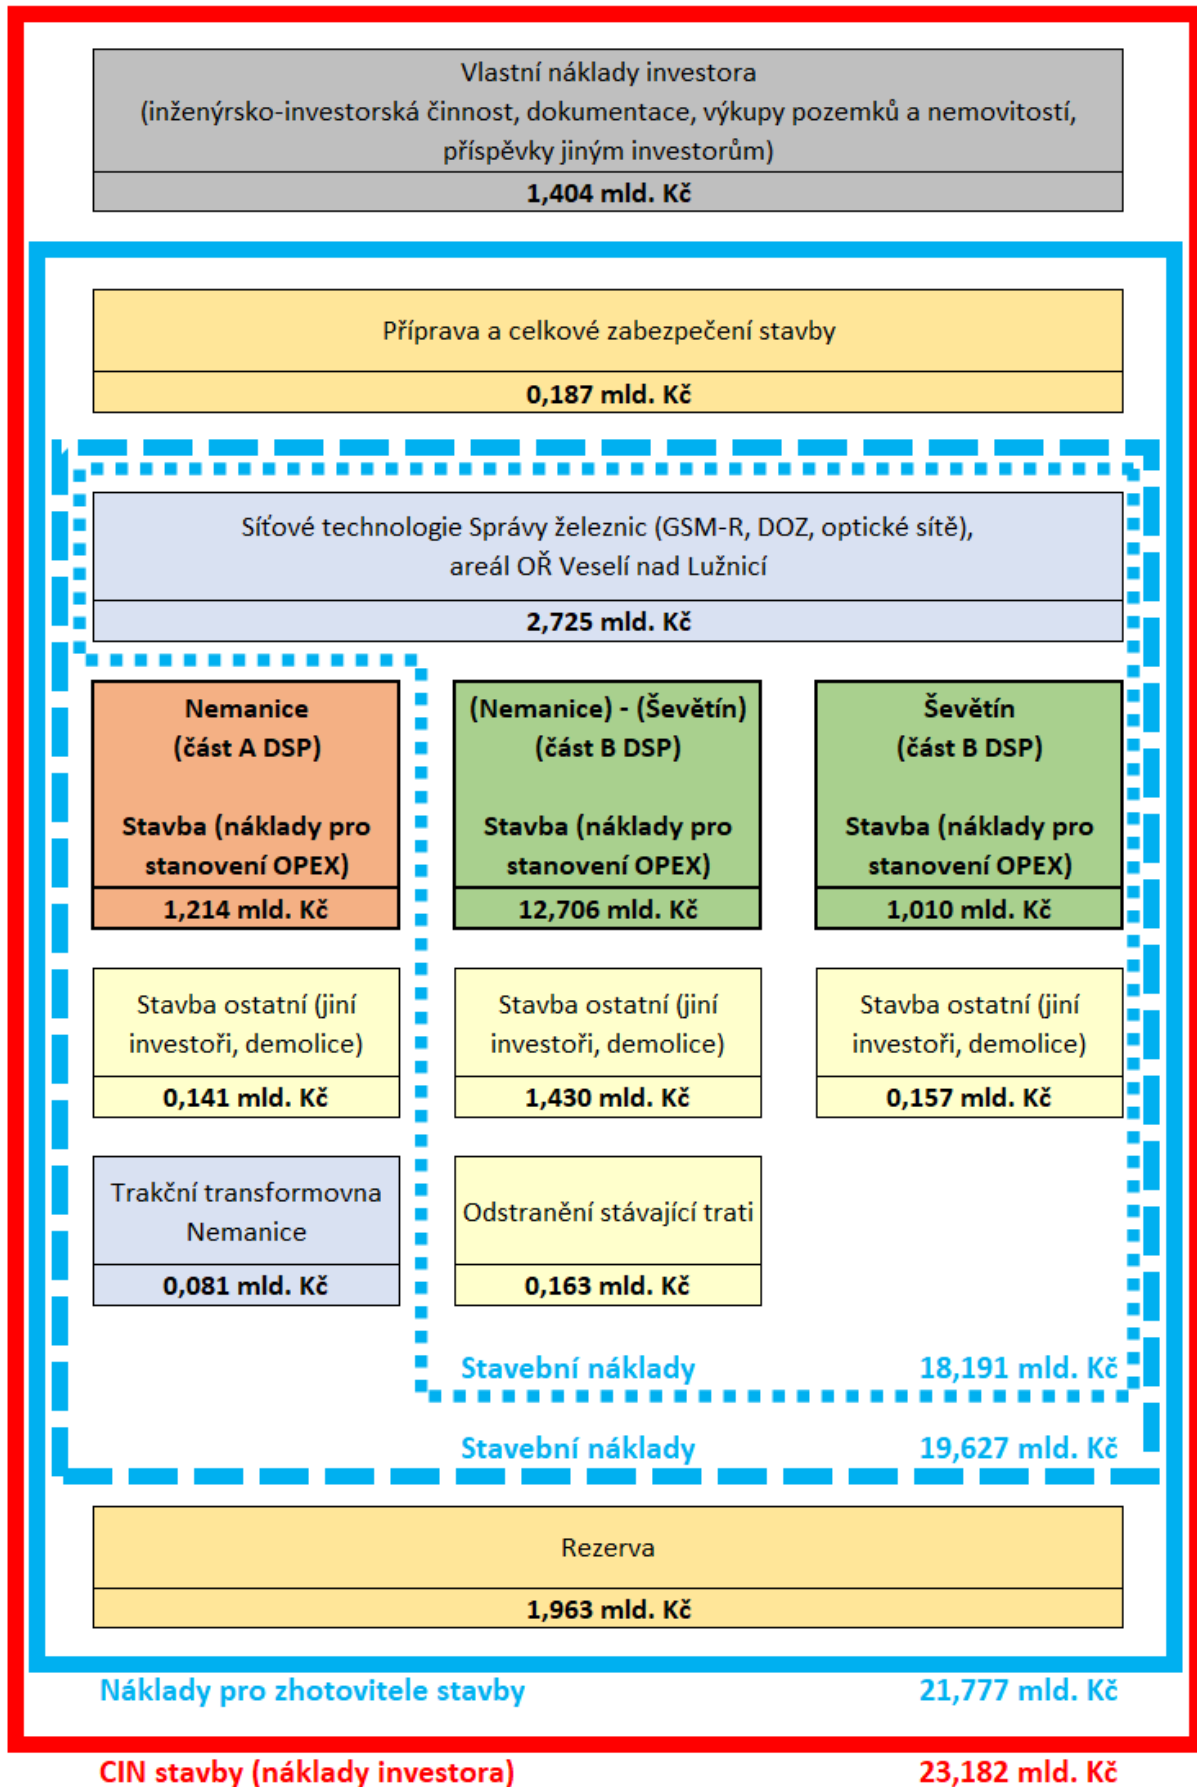 Vlastní náklady investora
(inženýrsko-investorská činnost, dokumentace, výkupy pozemků a nemovitostí,
příspěvky jiným investorům)
1,404 mld. Kč
Příprava a celkové zabezpečení stavby
0,187 mld. Kč
Síťové technologie Správy železnic (GSM-R, DOZ, optické sítě),
areál OŘ Veselí nad Lužnicí
2,725 mld. Kč
Nemanice
(část A DSP)
Stavba (náklady pro
stanovení OPEX)
1,214 mld. Kč
(Nemanice) - (Ševětín)
(část B DSP)
Stavba (náklady pro
stanovení OPEX)
12,706 mld. Kč
Ševětín
(část B DSP)
Stavba (náklady pro
stanovení OPEX)
1,010 mld. Kč
Stavba ostatní (jiní
investoři, demolice)
0,141 mld. Kč
Stavba ostatní (jiní
investoři, demolice)
1,430 mld. Kč
Stavba ostatní (jiní
investoři, demolice)
0,157 mld. Kč
Trakční transformovna
Nemanice
0,081 mld. Kč
Odstranění stávající trati
0,163 mld. Kč
Stavební náklady 18,191 mld. Kč
Stavební náklady 19,627 mld. Kč
Rezerva
1,963 mld. Kč
Náklady pro zhotovitele stavby 21,777 mld. Kč
CIN stavby (náklady investora) 23,182 mld. Kč